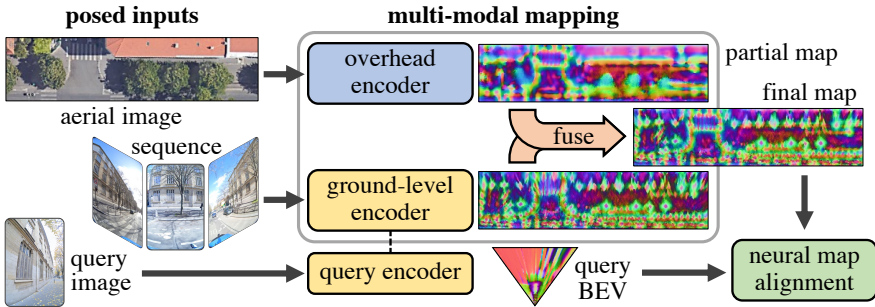 posed inputs
multi-modal mapping
overhead
encoder
partial map
final map
aerial image
sequence
fuse
ground-level
encoder
query
image
query encoder
query
BEV
neural map
alignment